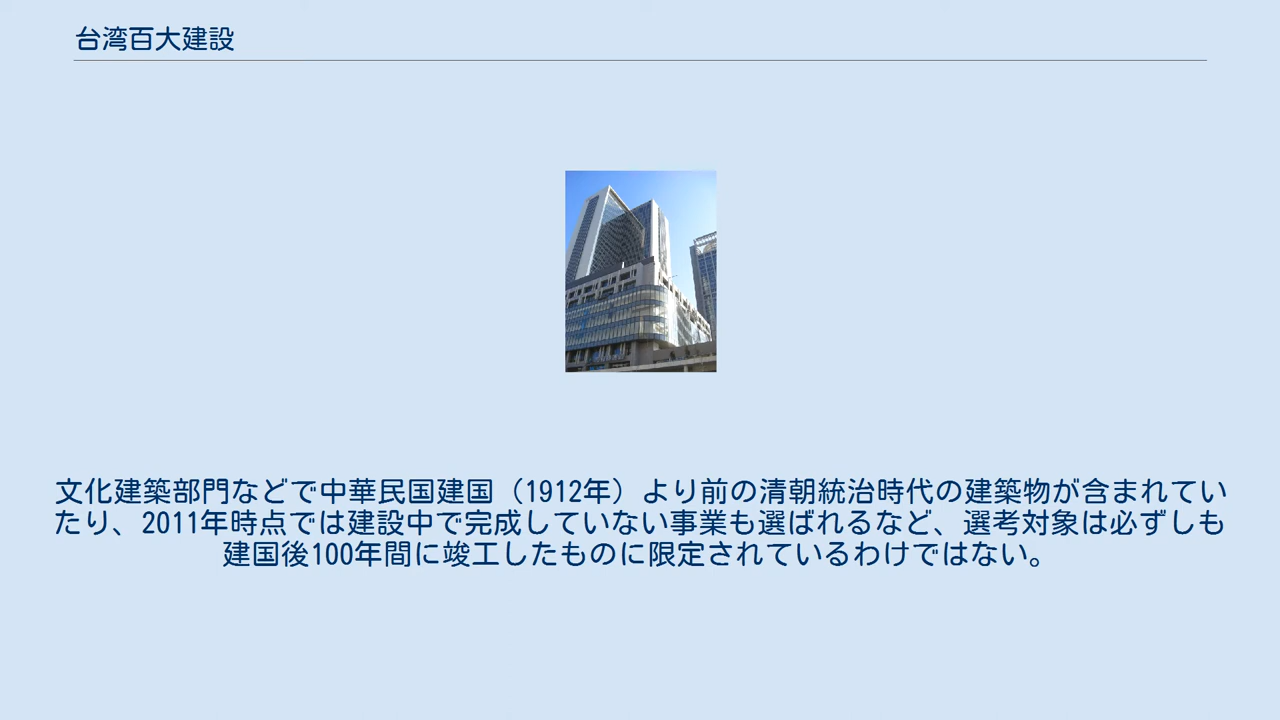 台湾百大建設
文化建築部門などで中華民国建国（1912年）より前の清朝統治時代の建築物が含まれてい
たり、2011年時点では建設中で完成していない事業も選ばれるなど、選考対象は必ずしも
建国後100年間に竣工したものに限定されているわけではない。